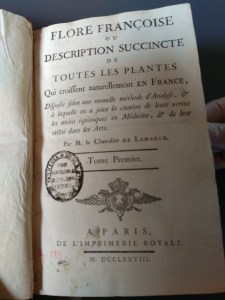 FLORE FRANÇOISE
OU
DESCRIPTION SUCCINCTE
DE
TOUTES LES PLANTES
Qui croissent naturellement EN FRANCE,
Disposée selon une nouvelle méthode d'Analyse, &
à laquelle on a joint la citation de leurs vertus
les moins équivoques en Médecine, & de leur
utilité dans les Arts.
Par M. le Chevalier DE LAMARCK.
Tome Premier.
A PARIS,
DE L'IMPRIMERIE ROYALE.
M. DCCLXXVIII.